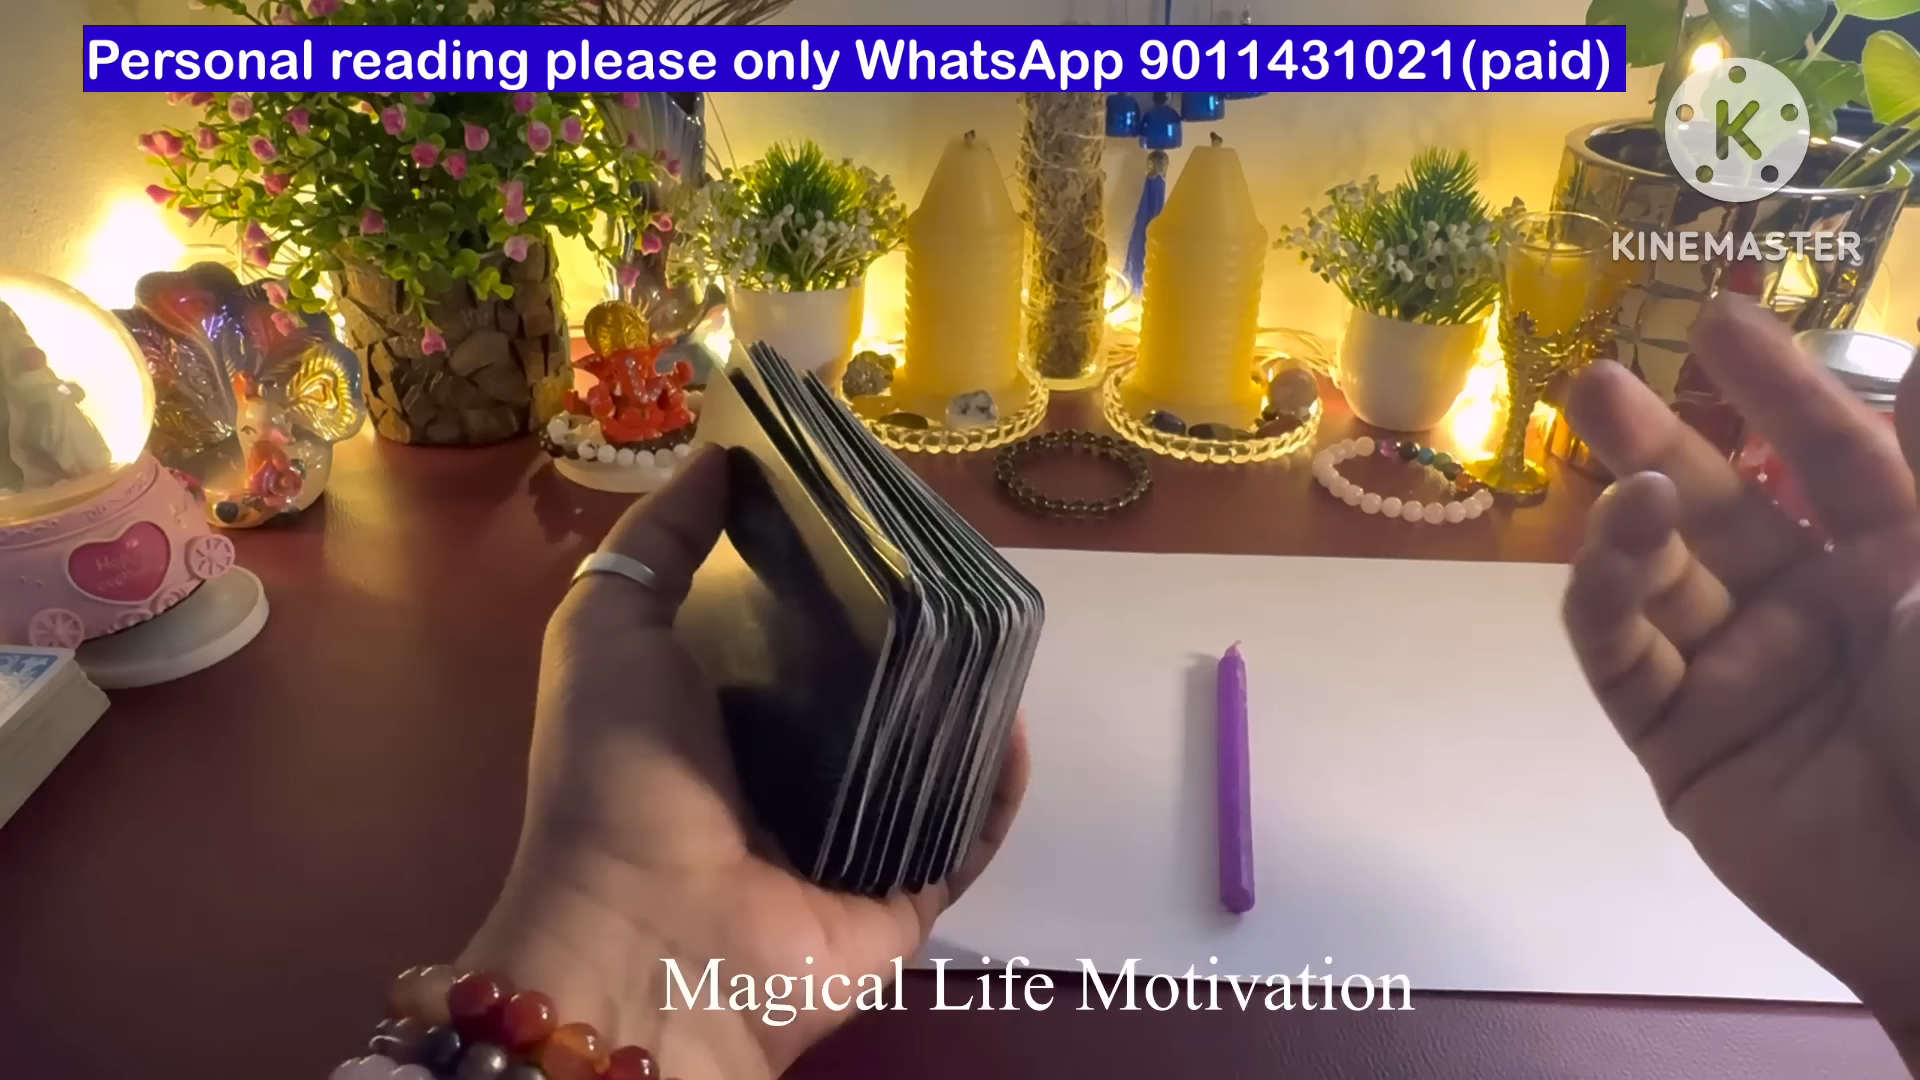 Personal reading please only WhatsApp 9011431021(paid)
K
KINEMASTER
Magical Life Motivation